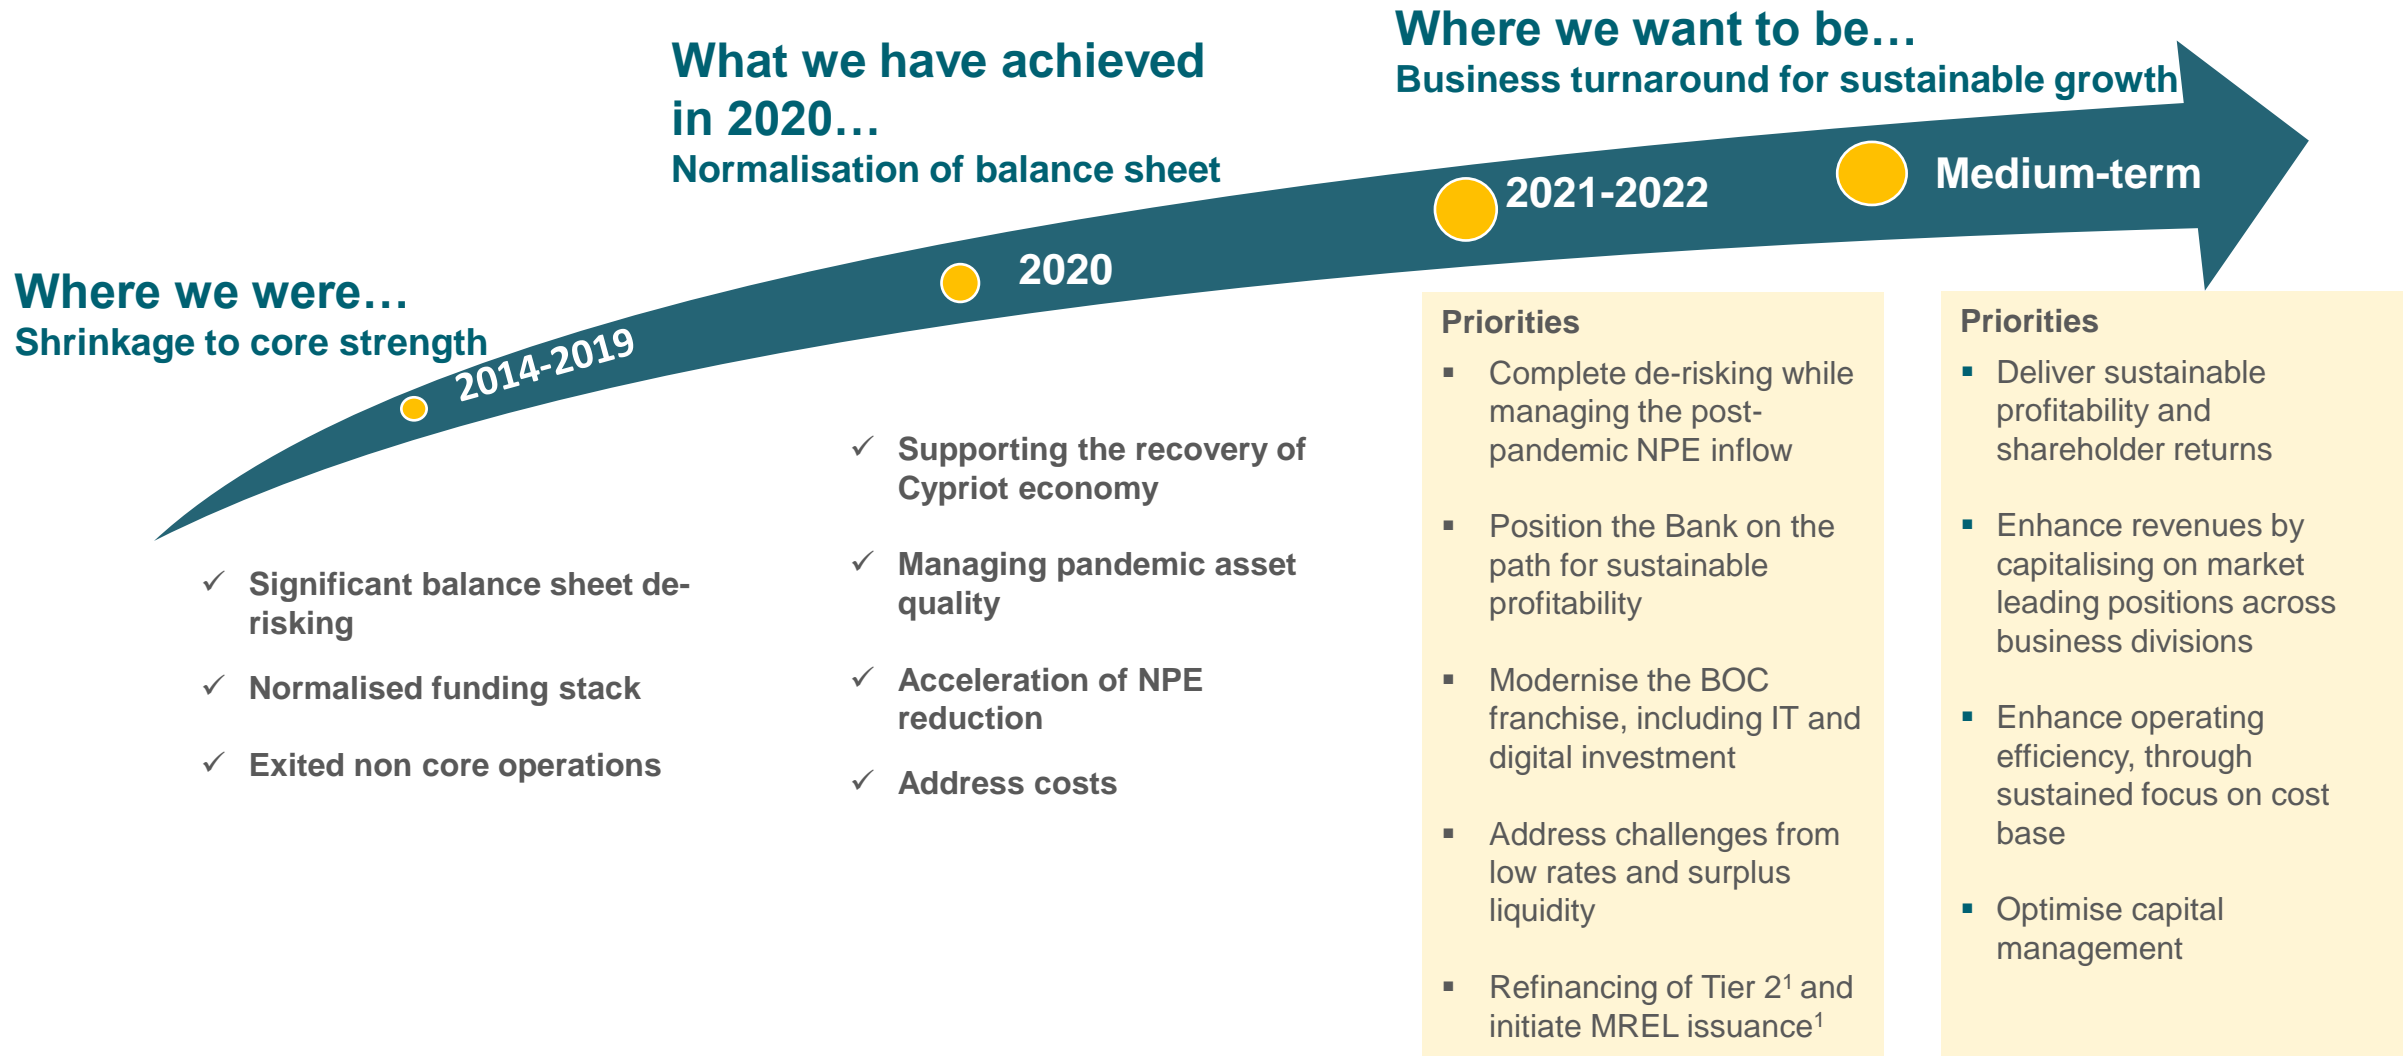 Where we were…
Shrinkage to core strength
2014-2019
✓ Significant balance sheet de-
risking
✓ Normalised funding stack
✓ Exited non core operations
What we have achieved
in 2020…
Normalisation of balance sheet
2020
✓ Supporting the recovery of
Cypriot economy
✓ Managing pandemic asset
quality
✓ Acceleration of NPE
reduction
✓ Address costs
Where we want to be…
Business turnaround for sustainable growth
2021-2022
Priorities
▪ Complete de-risking while
managing the post-
pandemic NPE inflow
▪ Position the Bank on the
path for sustainable
profitability
▪ Modernise the BOC
franchise, including IT and
digital investment
▪ Address challenges from
low rates and surplus
liquidity
▪ Refinancing of Tier 2¹ and
initiate MREL issuance¹
Medium-term
Priorities
▪ Deliver sustainable
profitability and
shareholder returns
▪ Enhance revenues by
capitalising on market
leading positions across
business divisions
▪ Enhance operating
efficiency, through
sustained focus on cost
base
▪ Optimise capital
management